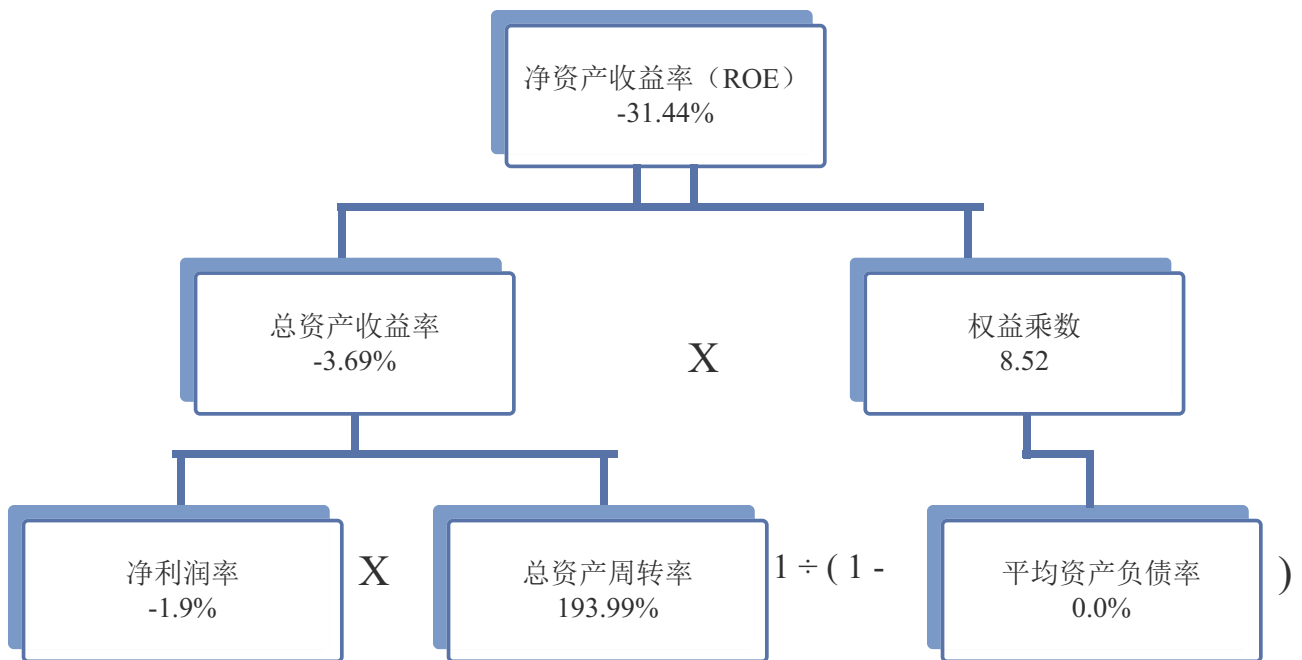 净资产收益率（ROE）
-31.44%
总资产收益率
-3.69%
X
权益乘数
8.52
净利润率
-1.9%
X
总资产周转率
193.99%
1 ÷ ( 1 -
平均资产负债率
0.0%
)